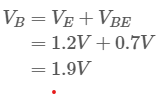 V_B = V_E + V_BE
= 1.2V + 0.7V
= 1.9V